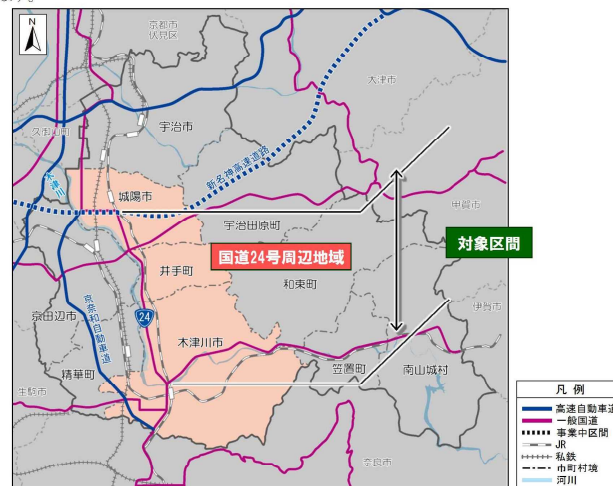 N
京都市
伏見区
大津市
久御山町
宇治市
木津川
新名神高速道路
城陽市
甲賀市
宇治田原町
国道24号周辺地域
対象区間
井手町
和束町
伊賀市
京田辺市
京奈和自動車道
24
木津川市
精華町
笠置町
南山城村
生駒市
奈良市
凡 例
高速自動車道
一般国道
事業中区間
JR
私鉄
市町村境
河川